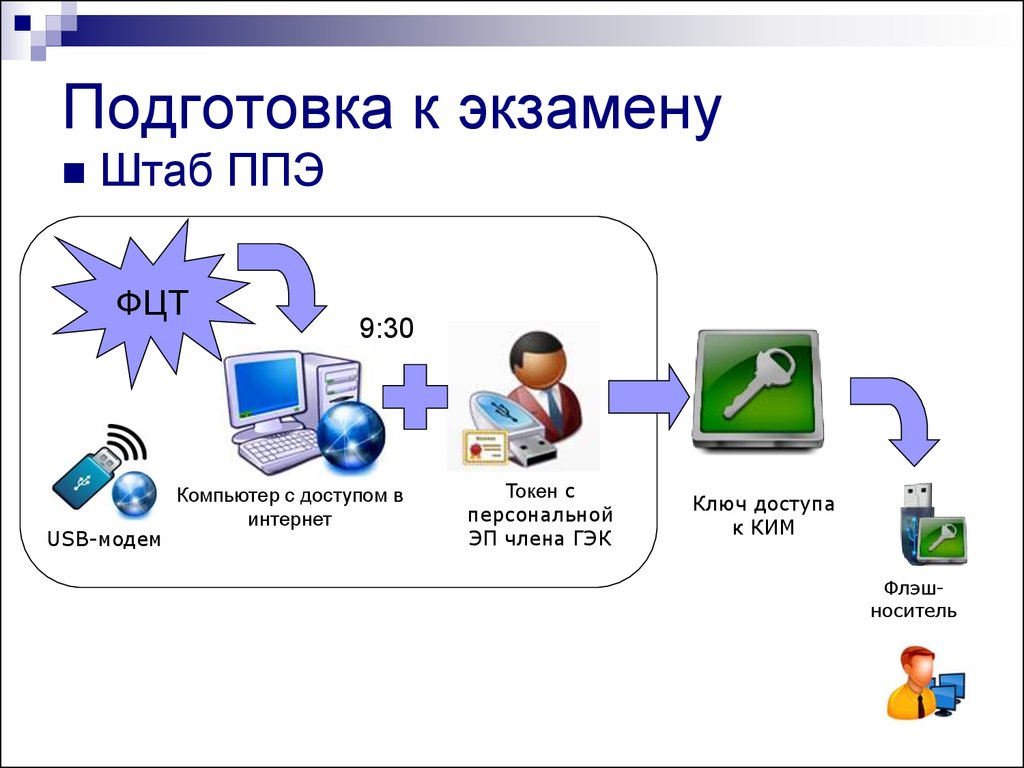 Подготовка к экзамену
Штаб ППЭ
ФЦТ
9:30
USB-модем
Компьютер с доступом в
интернет
Токен с
персональной
ЭП члена ГЭК
Ключ доступа
к КИМ
Флэш-
носитель